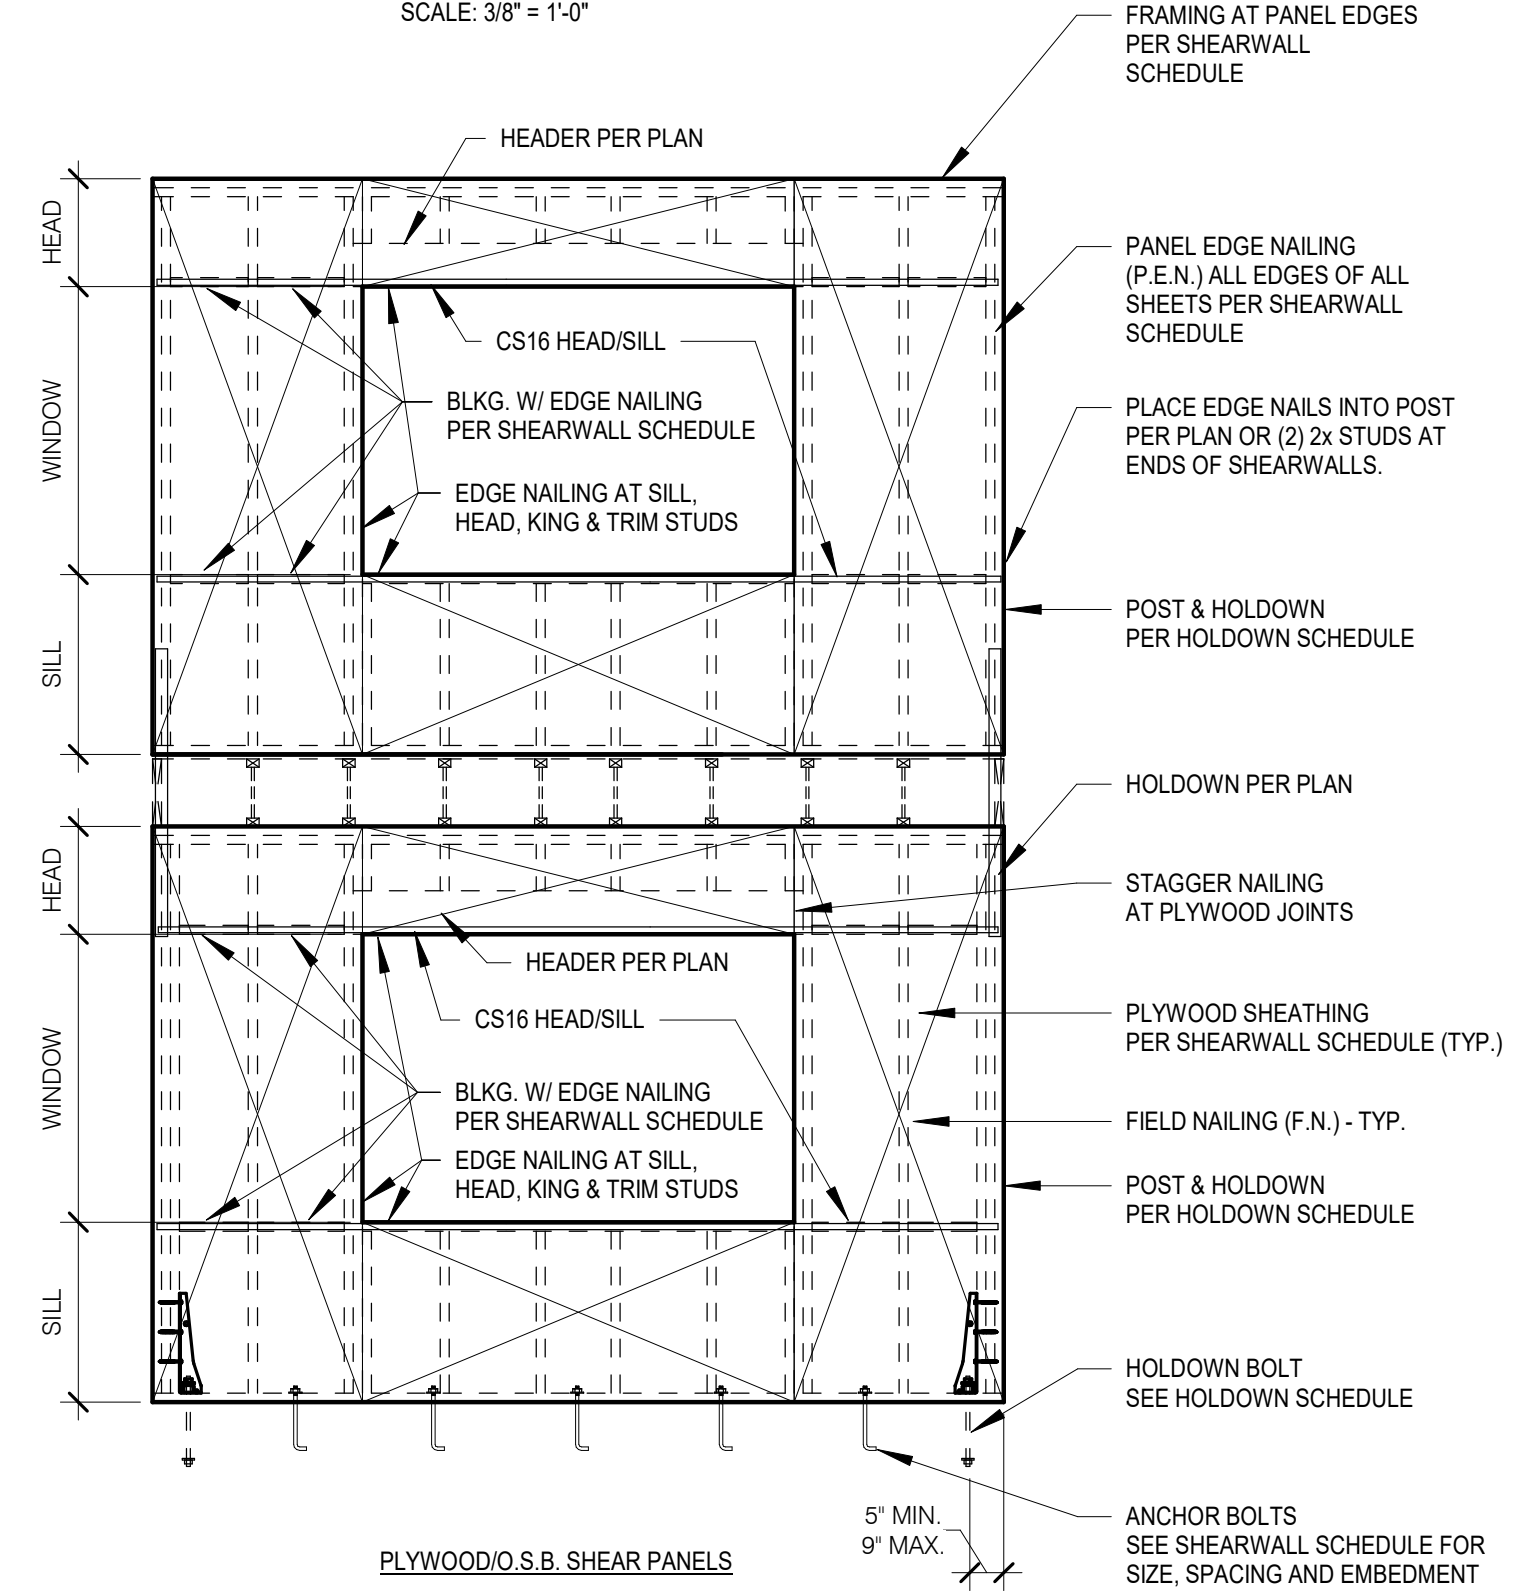 SCALE: 3/8" = 1'-0"
FRAMING AT PANEL EDGES
PER SHEARWALL
SCHEDULE
HEADER PER PLAN
HEAD
PANEL EDGE NAILING
(P.E.N.) ALL EDGES OF ALL
SHEETS PER SHEARWALL
SCHEDULE
CS16 HEAD/SILL
WINDOW
BLKG. W/ EDGE NAILING
PER SHEARWALL SCHEDULE
PLACE EDGE NAILS INTO POST
PER PLAN OR (2) 2x STUDS AT
ENDS OF SHEARWALLS.
EDGE NAILING AT SILL,
HEAD, KING & TRIM STUDS
POST & HOLDOWN
PER HOLDOWN SCHEDULE
SILL
HOLDOWN PER PLAN
HEAD
STAGGER NAILING
AT PLYWOOD JOINTS
HEADER PER PLAN
CS16 HEAD/SILL
PLYWOOD SHEATHING
PER SHEARWALL SCHEDULE (TYP.)
WINDOW
BLKG. W/ EDGE NAILING
PER SHEARWALL SCHEDULE
FIELD NAILING (F.N.) - TYP.
EDGE NAILING AT SILL,
HEAD, KING & TRIM STUDS
POST & HOLDOWN
PER HOLDOWN SCHEDULE
SILL
HOLDOWN BOLT
SEE HOLDOWN SCHEDULE
5" MIN.
9" MAX.
ANCHOR BOLTS
SEE SHEARWALL SCHEDULE FOR
SIZE, SPACING AND EMBEDMENT
PLYWOOD/O.S.B. SHEAR PANELS